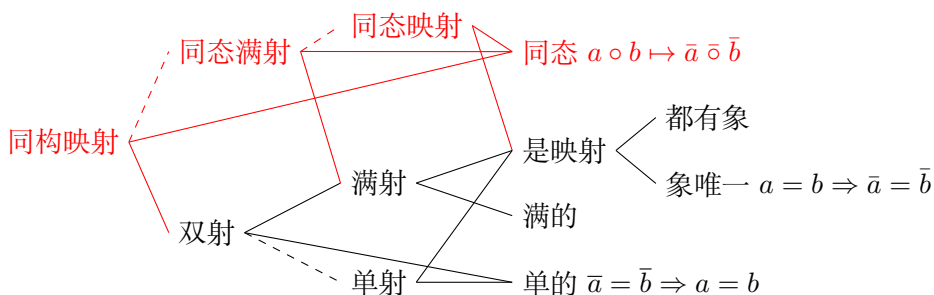 同态映射
同态满射
同态 a ∘ b ↦ ā ∘̄ b̄
都有象
同构映射
是映射
满射
象唯一 a = b ⇒ ā = b̄
满的
双射
单射
单的 ā = b̄ ⇒ a = b